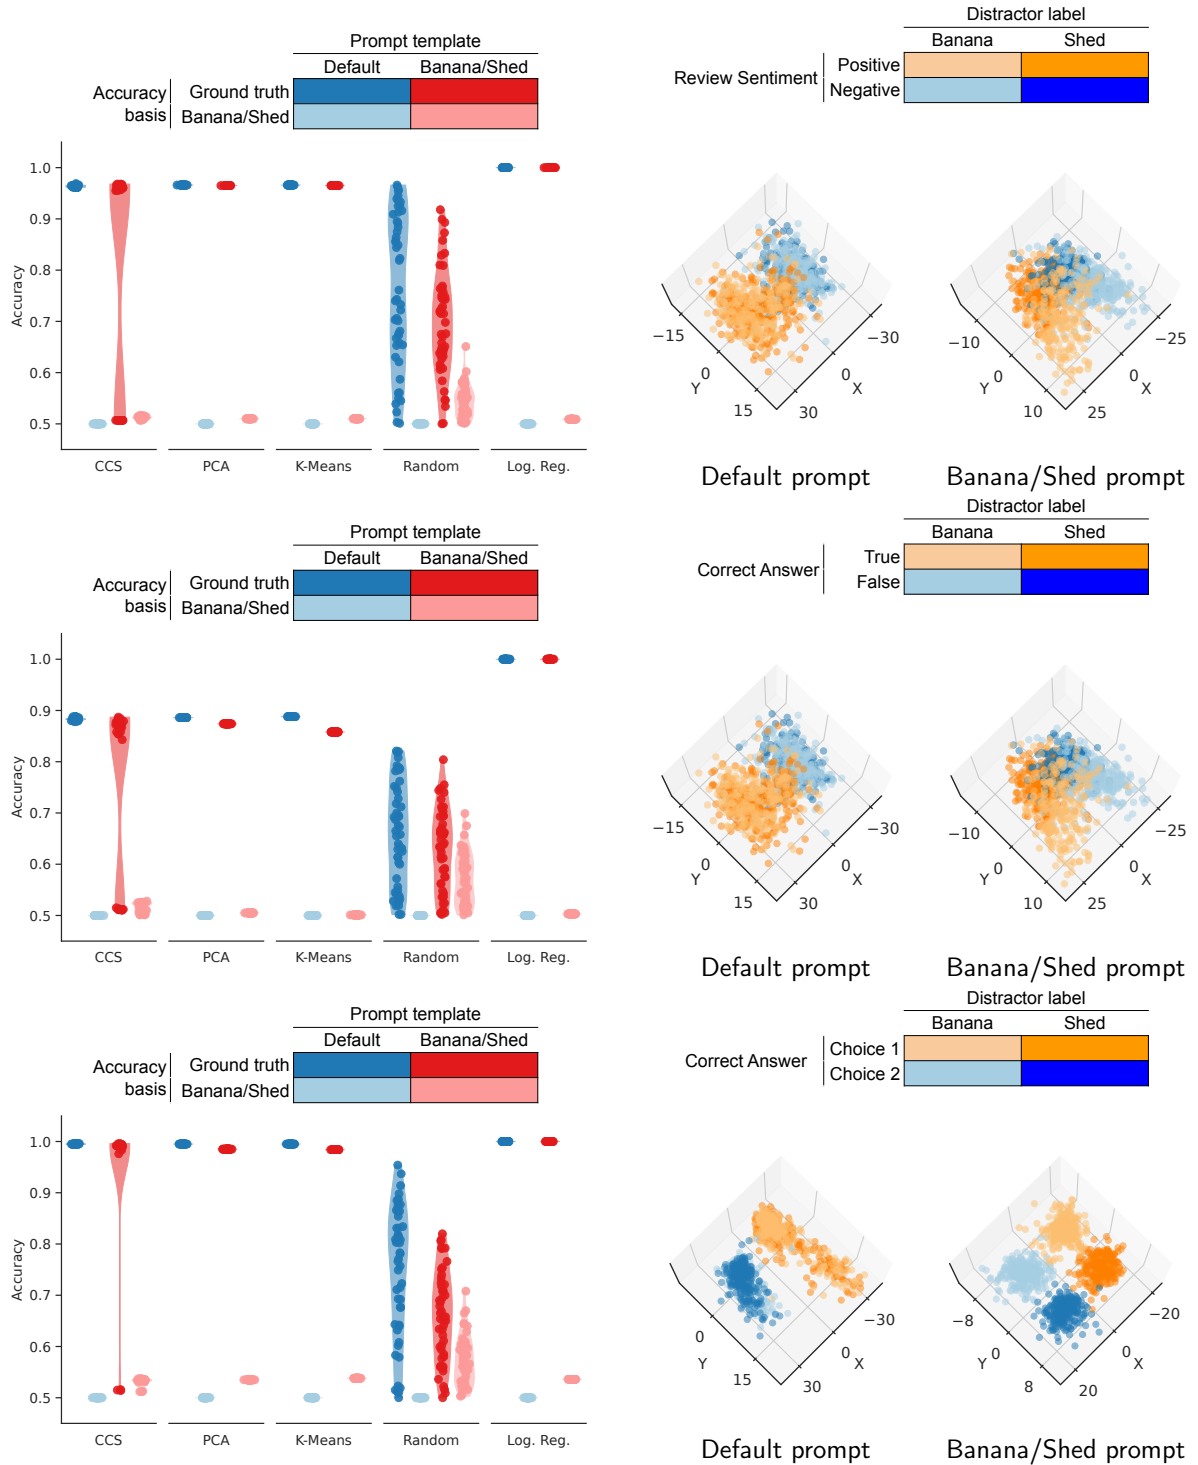 Prompt template
Default Banana/Shed
Accuracy basis
Ground truth
Banana/Shed
Accuracy
1.0
0.9
0.8
0.7
0.6
0.5
CCS PCA K-Means Random Log. Reg.
Distractor label
Banana Shed
Review Sentiment
Positive
Negative
−15 0 15 Y
30 0 −30 X
Default prompt
−10 0 10 Y
25 0 −25 X
Banana/Shed prompt
Prompt template
Default Banana/Shed
Accuracy basis
Ground truth
Banana/Shed
Accuracy
1.0
0.9
0.8
0.7
0.6
0.5
CCS PCA K-Means Random Log. Reg.
Distractor label
Banana Shed
Correct Answer
True
False
−15 0 15 Y
30 0 −30 X
Default prompt
−10 0 10 Y
25 0 −25 X
Banana/Shed prompt
Prompt template
Default Banana/Shed
Accuracy basis
Ground truth
Banana/Shed
Accuracy
1.0
0.9
0.8
0.7
0.6
0.5
CCS PCA K-Means Random Log. Reg.
Distractor label
Banana Shed
Correct Answer
Choice 1
Choice 2
0 15 Y
30 0 −30 X
Default prompt
−8 0 8 Y
20 0 −20 X
Banana/Shed prompt